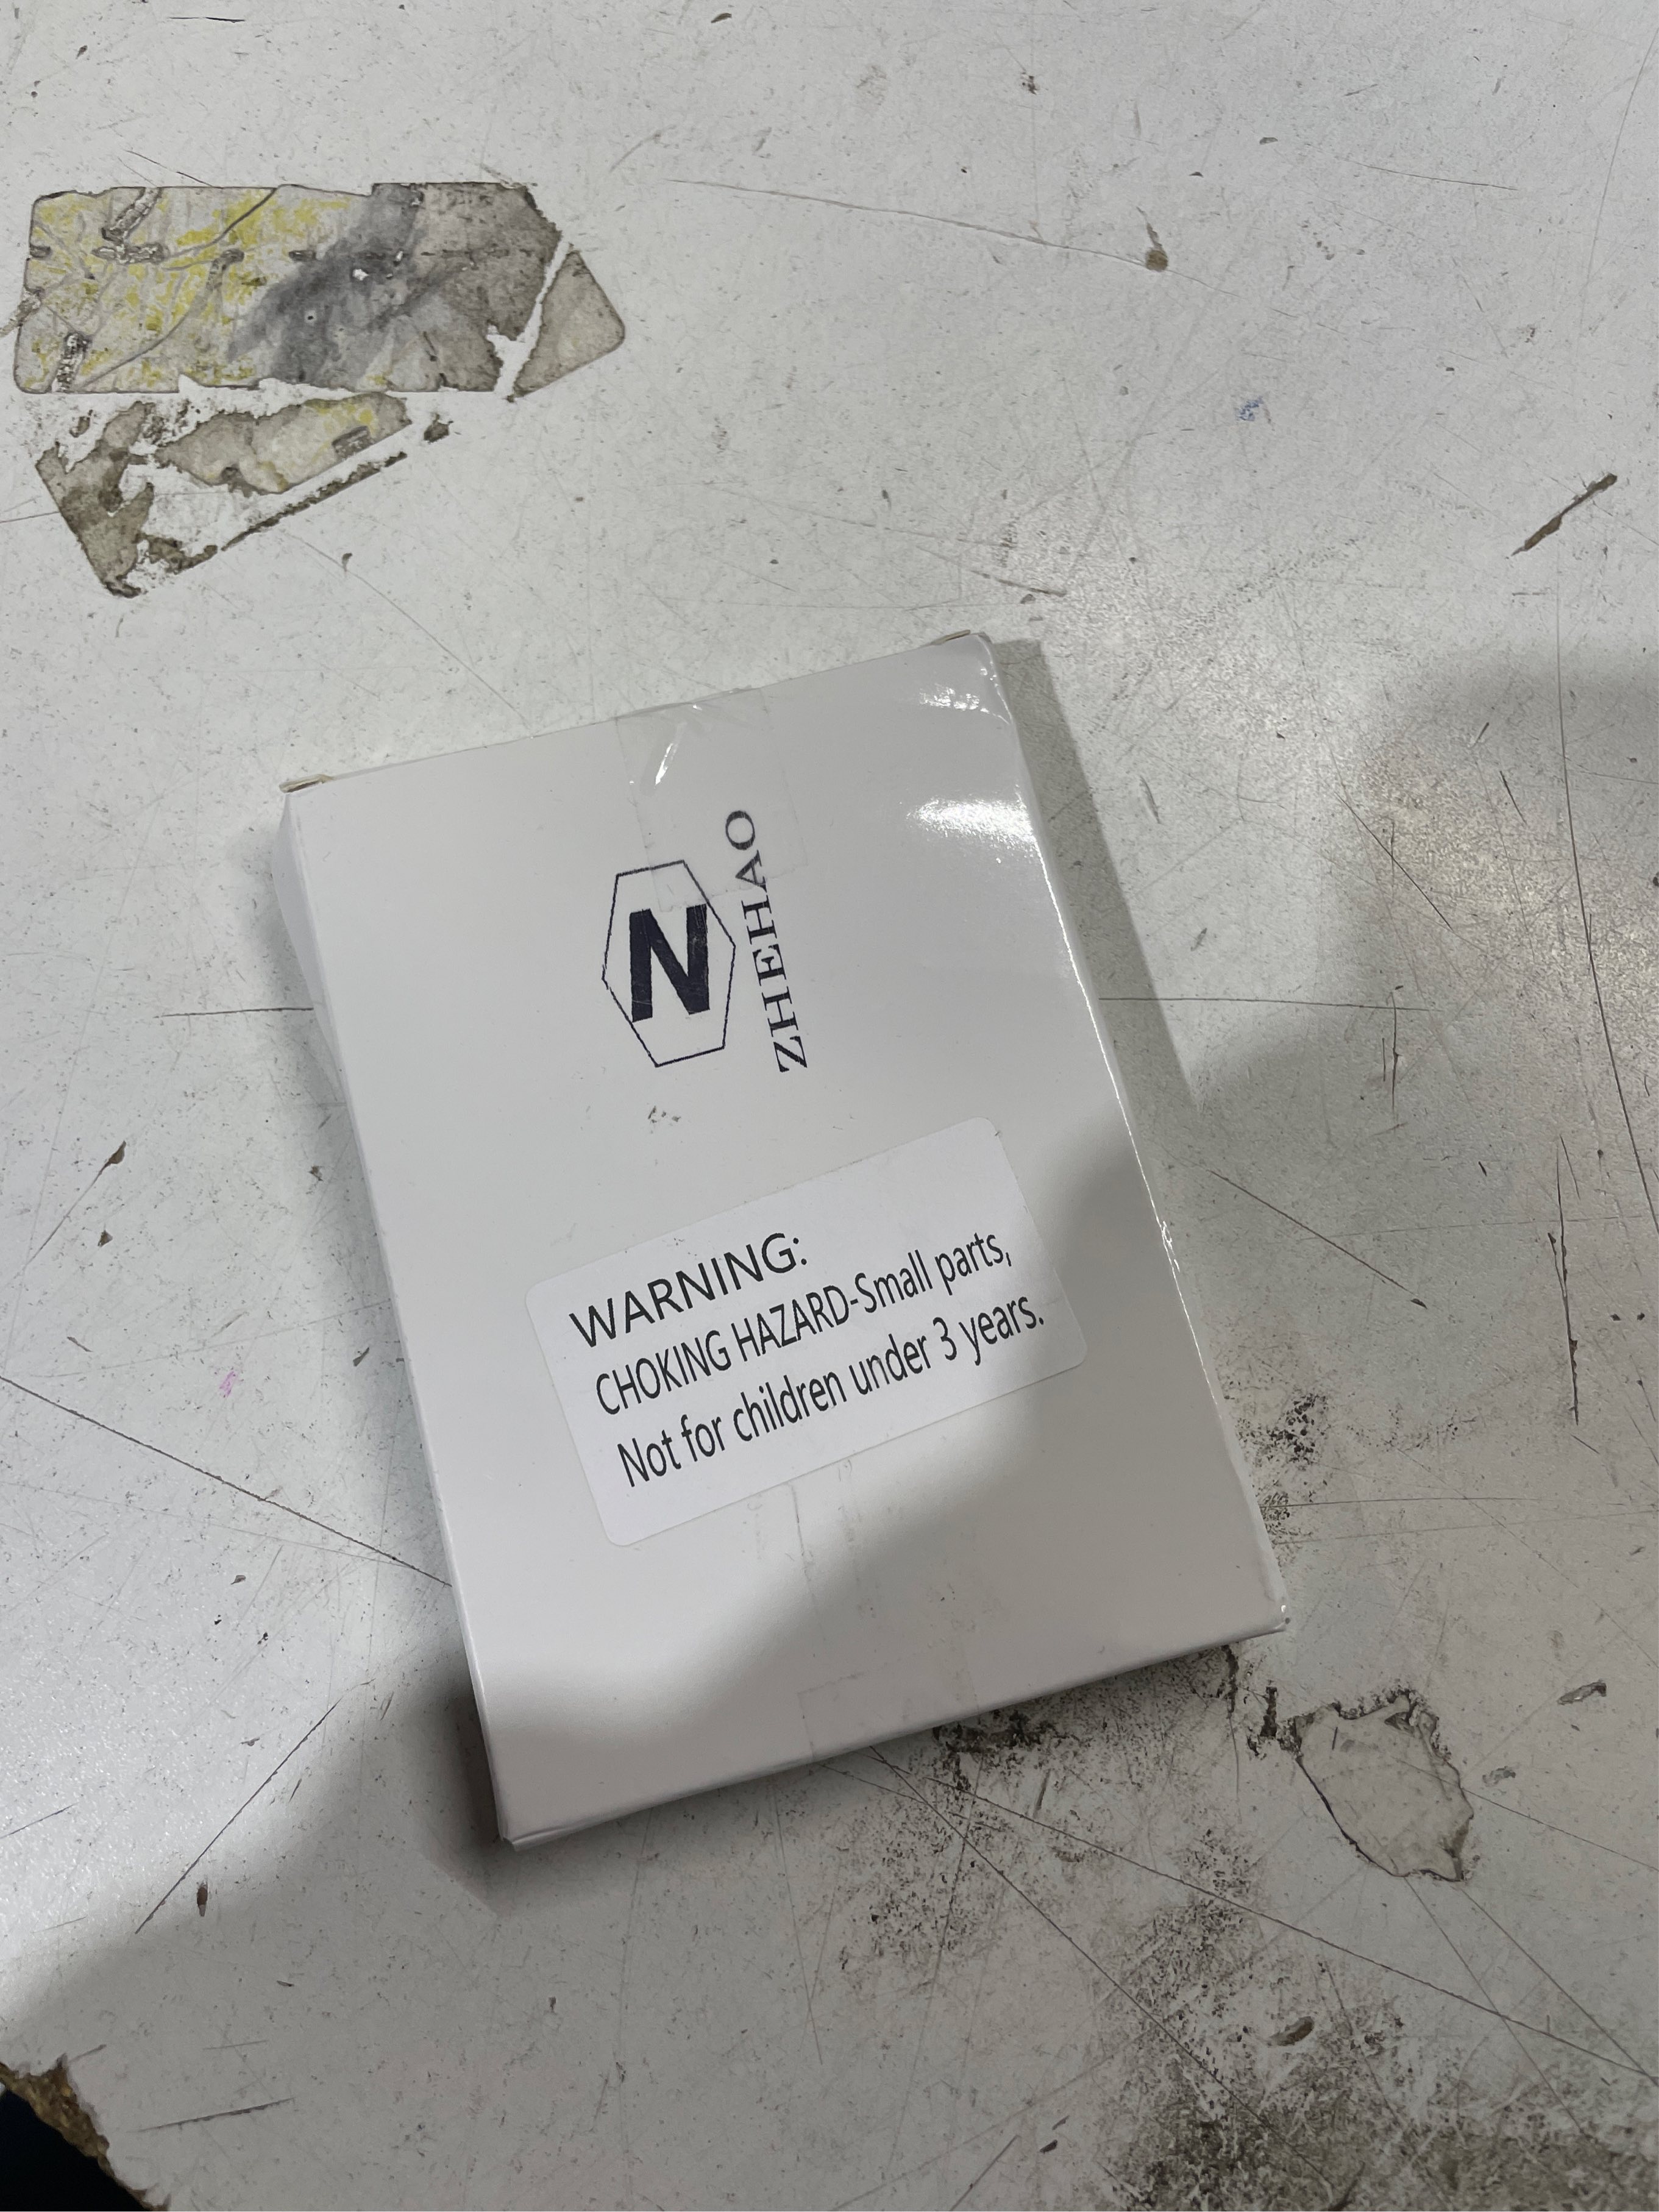 N
ZHEHAO
WARNING:
CHOKING HAZARD-Small parts,
Not for children under 3 years.